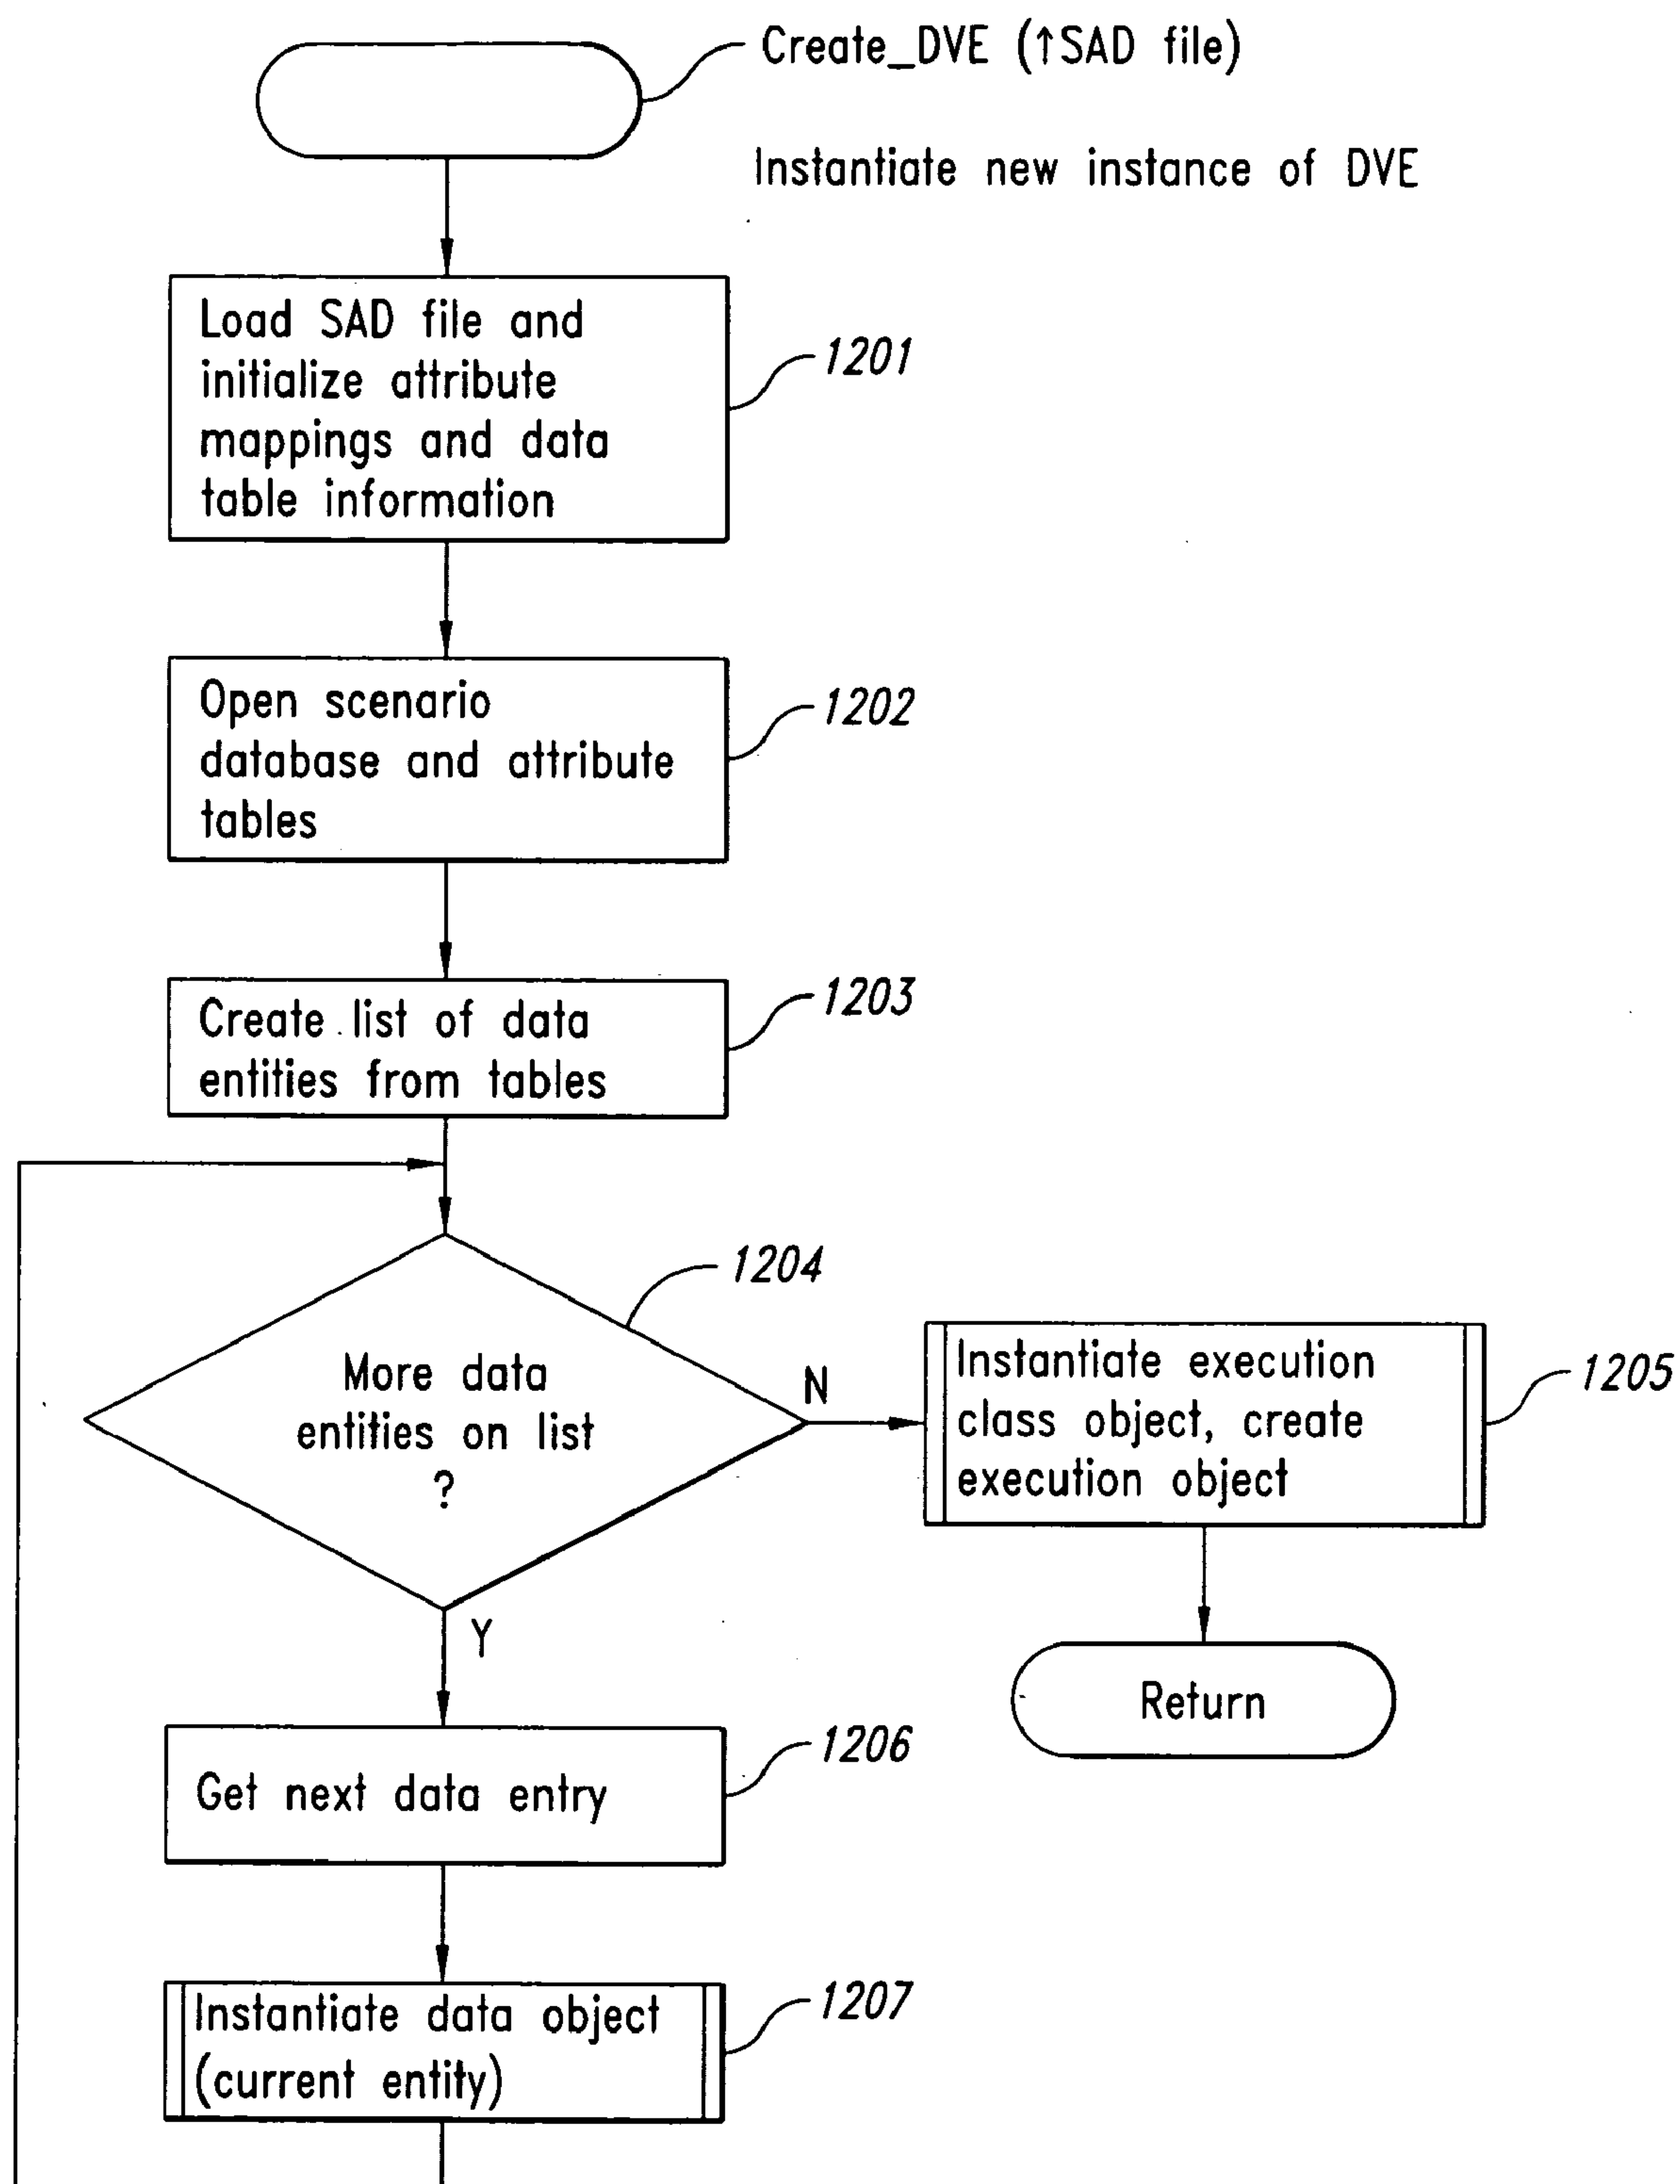 Create_DVE (↑SAD file)
Instantiate new instance of DVE
Load SAD file and
initialize attribute
mappings and data
table information
1201
Open scenario
database and attribute
tables
1202
Create list of data
entities from tables
1203
More data
entities on list
?
1204
N
Instantiate execution
class object, create
execution object
1205
Return
Y
Get next data entry
1206
Instantiate data object
(current entity)
1207